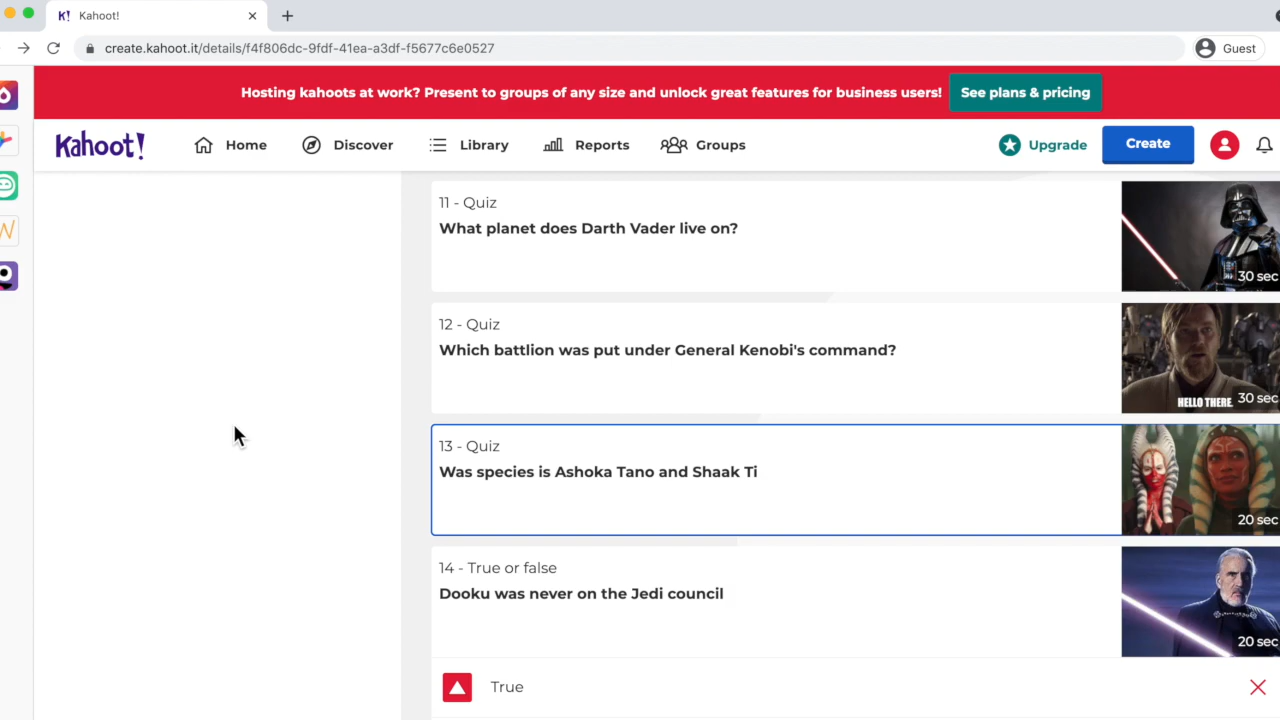 Kahoot!
create.kahoot.it/details/f4f806dc-9fdf-41ea-a3df-f5677c6e0527
Guest
Hosting kahoots at work? Present to groups of any size and unlock great features for business users!
See plans & pricing
Kahoot!
Home
Discover
Library
Reports
Groups
Upgrade
Create
11 - Quiz
What planet does Darth Vader live on?
30 sec
12 - Quiz
Which battlion was put under General Kenobi's command?
HELLO THERE
30 sec
13 - Quiz
Was species is Ashoka Tano and Shaak Ti
20 sec
14 - True or false
Dooku was never on the Jedi council
20 sec
True